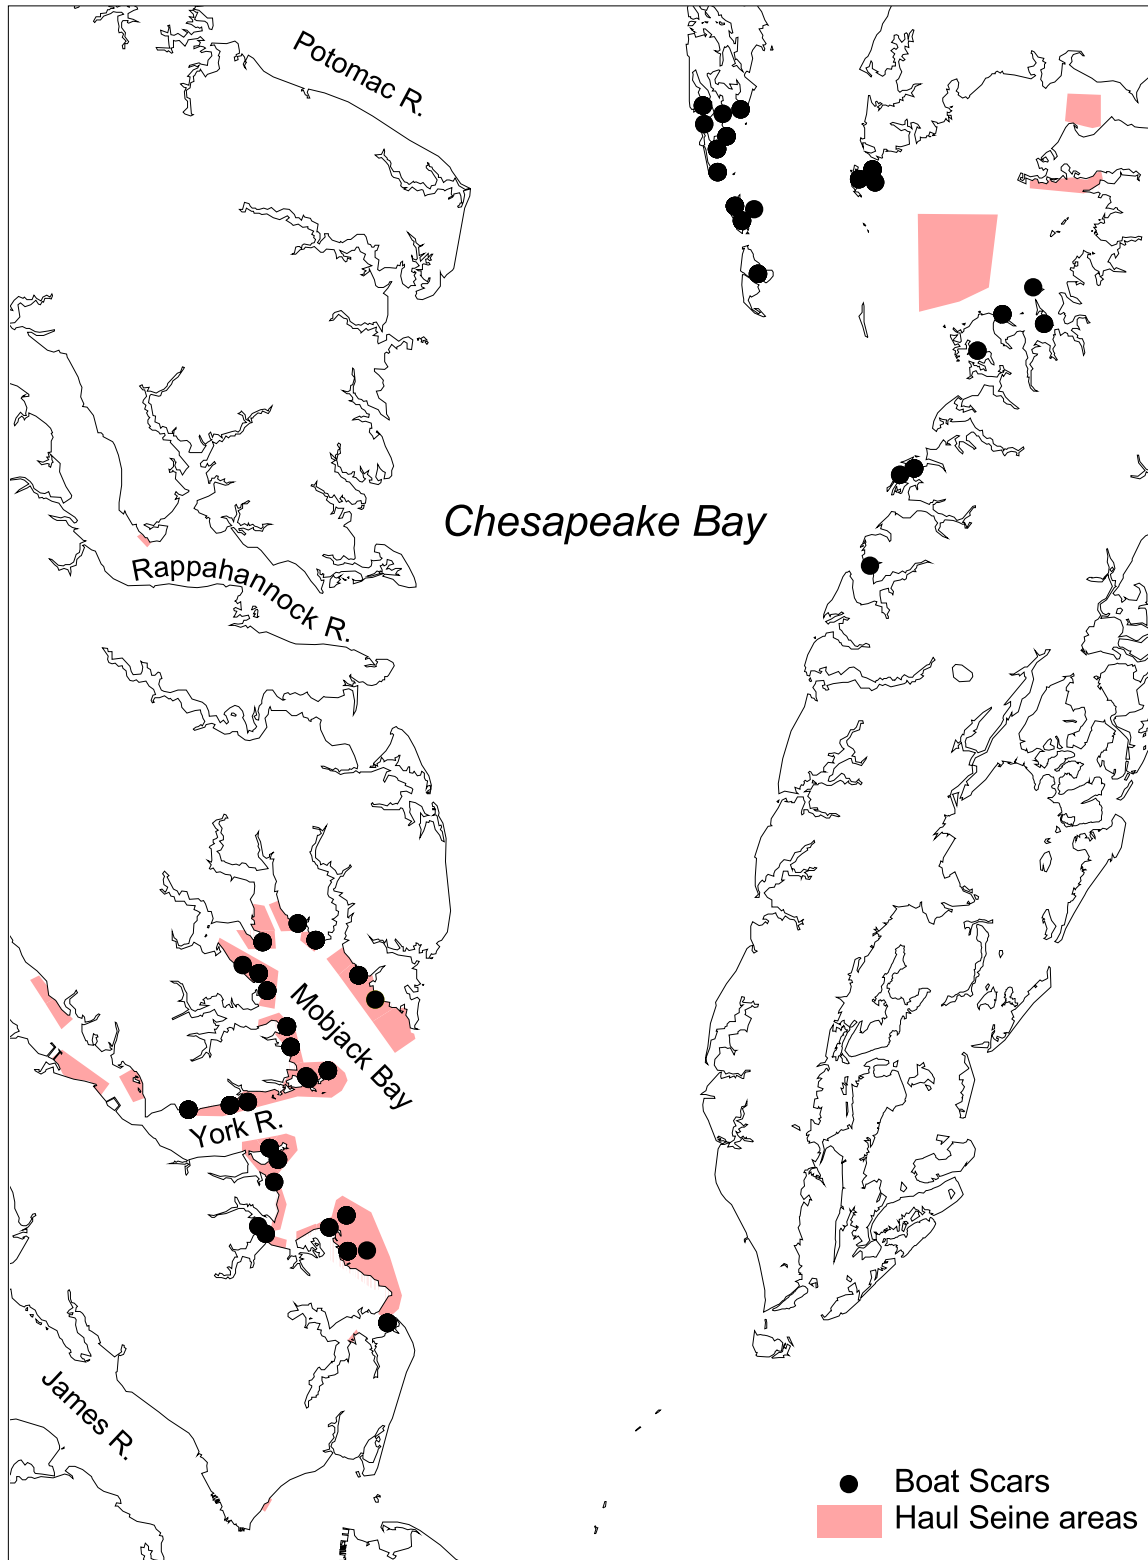 Potomac R.
Chesapeake Bay
Rappahannock R.
Mobjack Bay
York R.
James R.
Boat Scars
Haul Seine areas